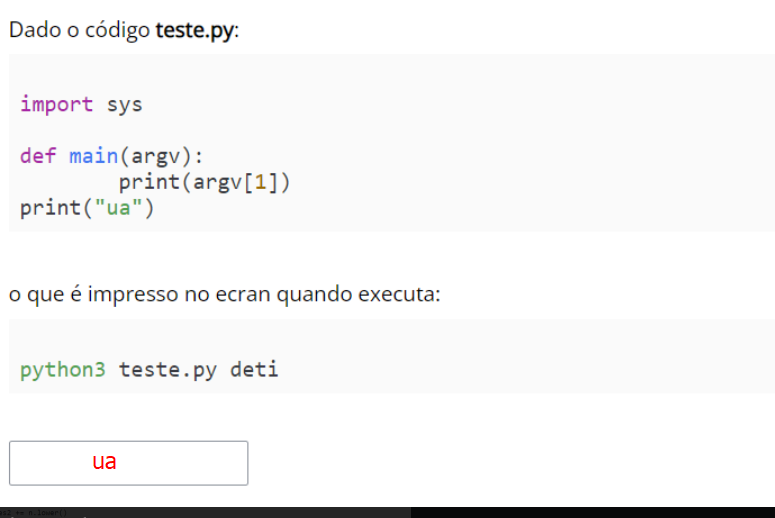 Dado o código teste.py:
import sys
def main(argv):
print(argv[1])
print("ua")
o que é impresso no ecran quando executa:
python3 teste.py deti
ua